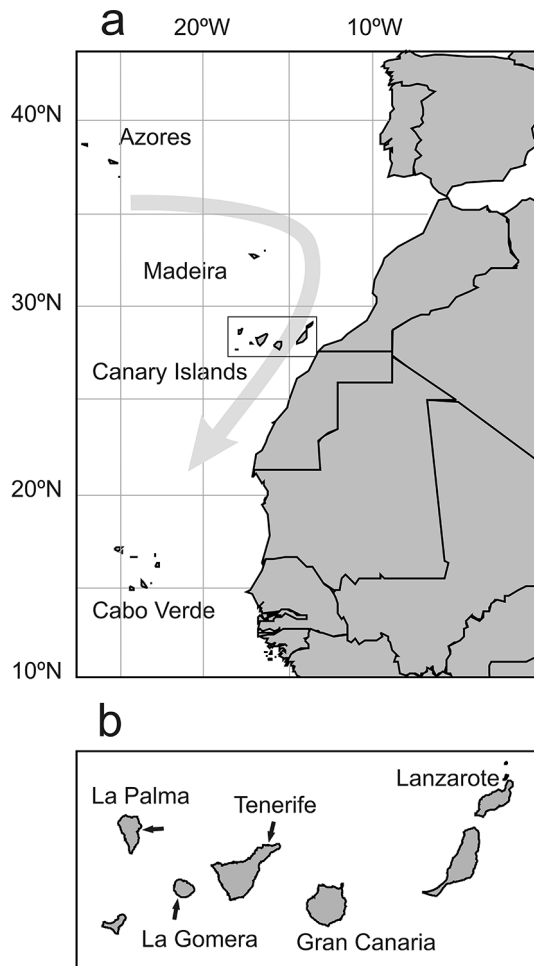 a
20ºW 10ºW
40ºN
Azores
Madeira
30ºN
Canary Islands
20ºN
Cabo Verde
10ºN
b
Lanzarote
La Palma
Tenerife
La Gomera
Gran Canaria